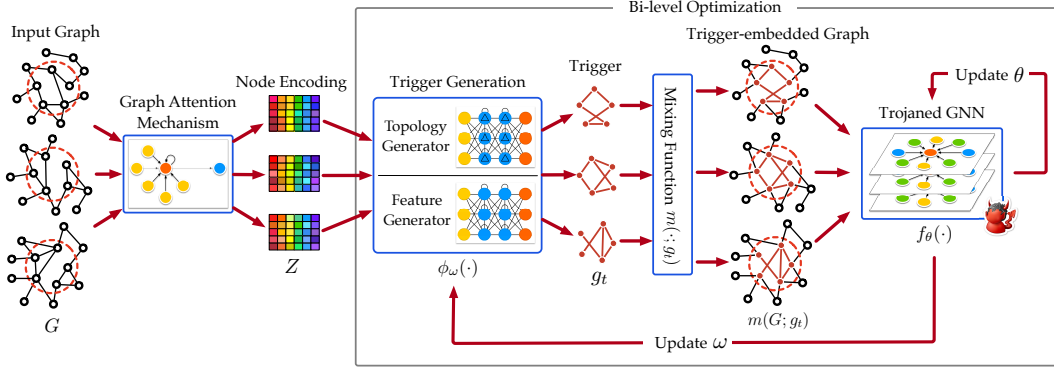 Bi-level Optimization
Input Graph
G
Graph Attention
Mechanism
Node Encoding
Z
Trigger Generation
Topology
Generator
Feature
Generator
ϕ_ω(·)
Trigger
g_t
Mixing Function m(·; g_t)
Trigger-embedded Graph
m(G; g_t)
Update θ
Trojaned GNN
f_θ(·)
Update ω